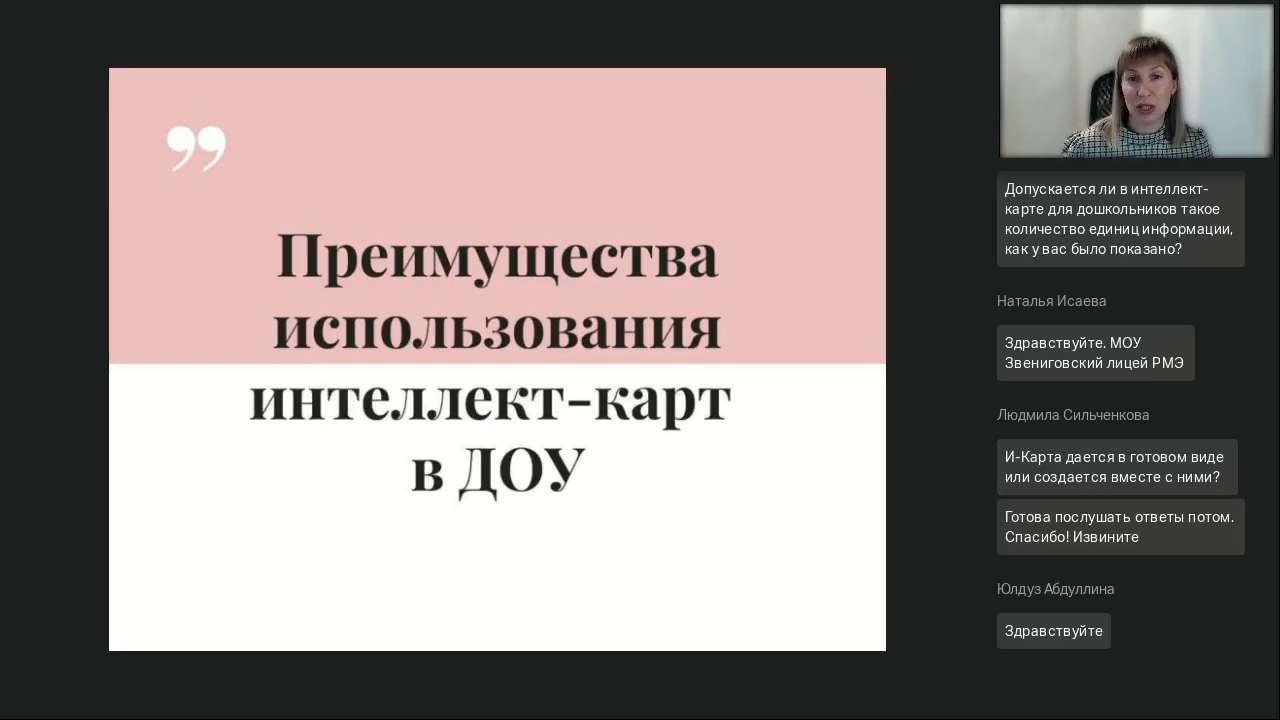 ”
Преимущества
использования
интеллект-карт
в ДОУ
Допускается ли в интеллект-
карте для дошкольников такое
количество единиц информации,
как у вас было показано?
Наталья Исаева
Здравствуйте. МОУ
Звениговский лицей РМЭ
Людмила Сильченкова
И-Карта дается в готовом виде
или создается вместе с ними?
Готова послушать ответы потом.
Спасибо! Извините
Юлдуз Абдуллина
Здравствуйте